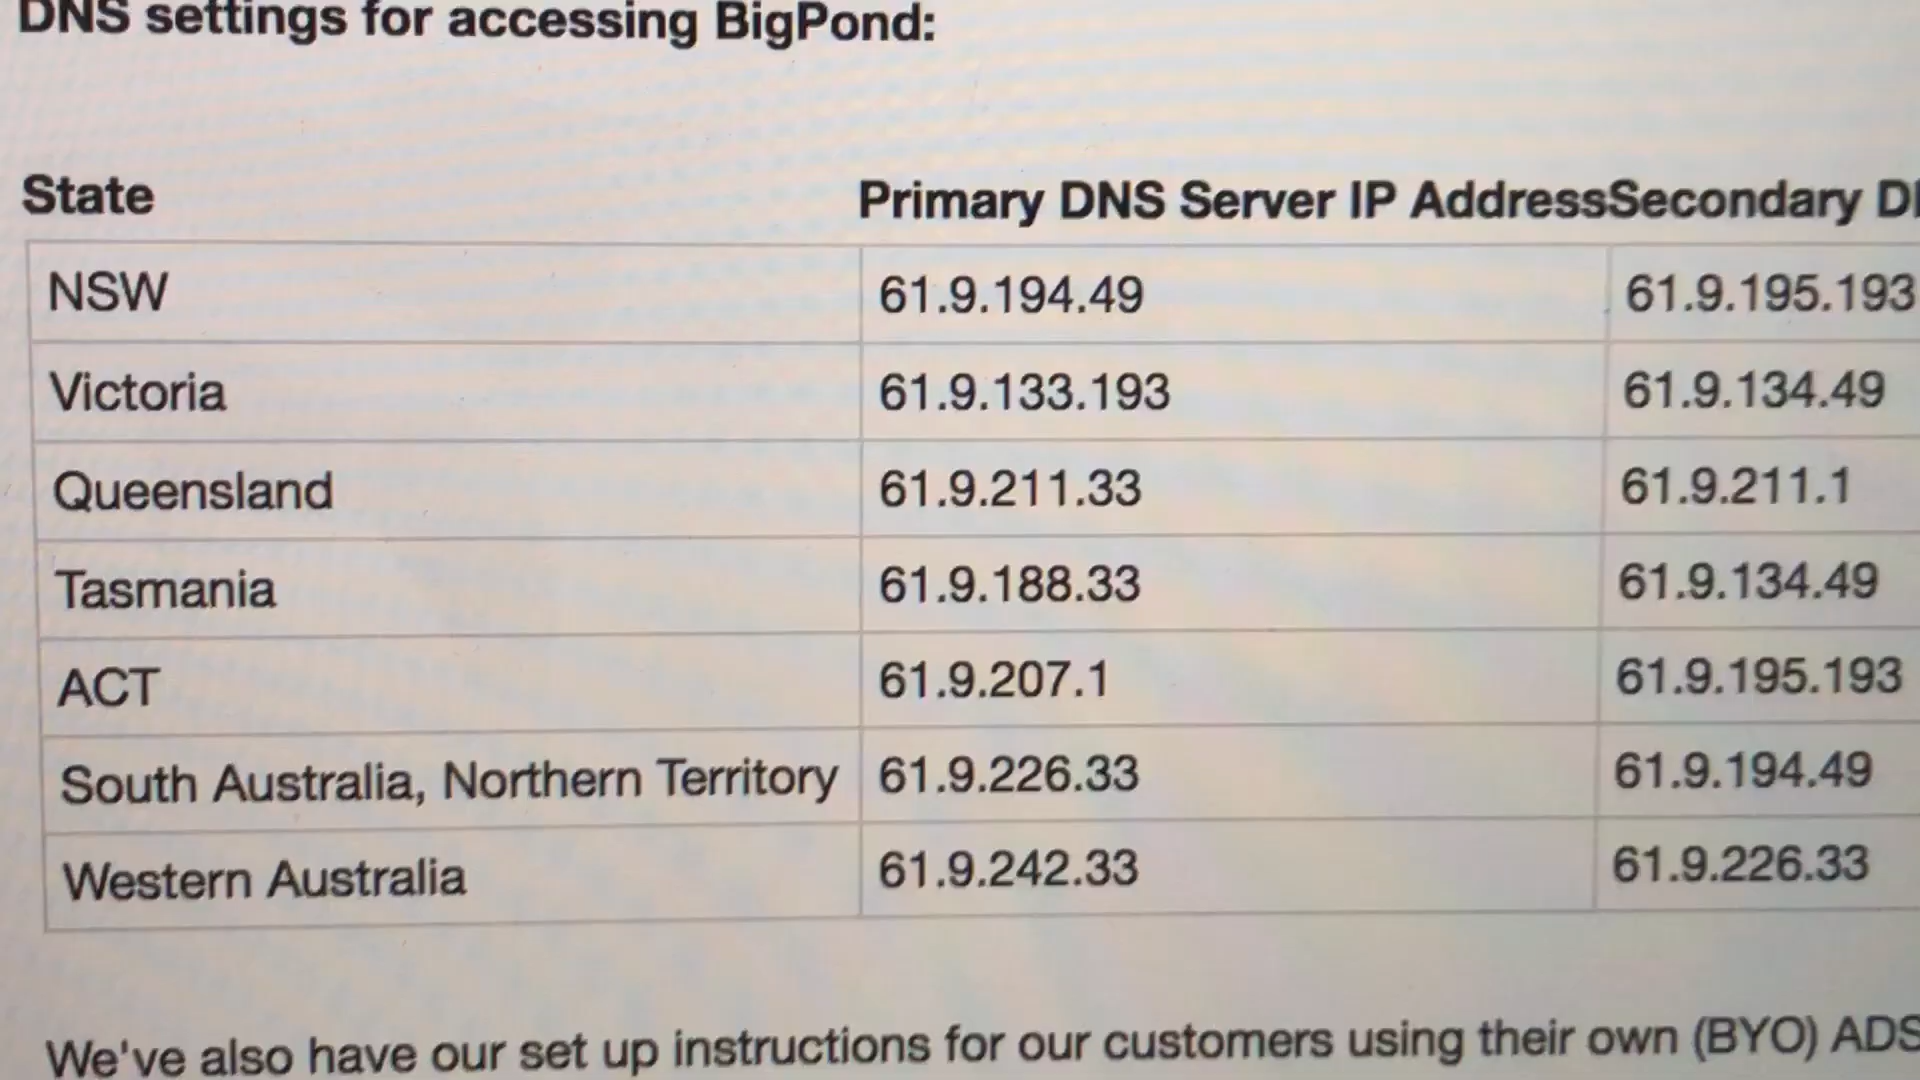 DNS settings for accessing BigPond:
State Primary DNS Server IP AddressSecondary
NSW 61.9.194.49 61.9.195.193
Victoria 61.9.133.193 61.9.134.49
Queensland 61.9.211.33 61.9.211.1
Tasmania 61.9.188.33 61.9.134.49
ACT 61.9.207.1 61.9.195.193
South Australia, Northern Territory 61.9.226.33 61.9.194.49
Western Australia 61.9.242.33 61.9.226.33
We've also have our set up instructions for our customers using their own (BYO)